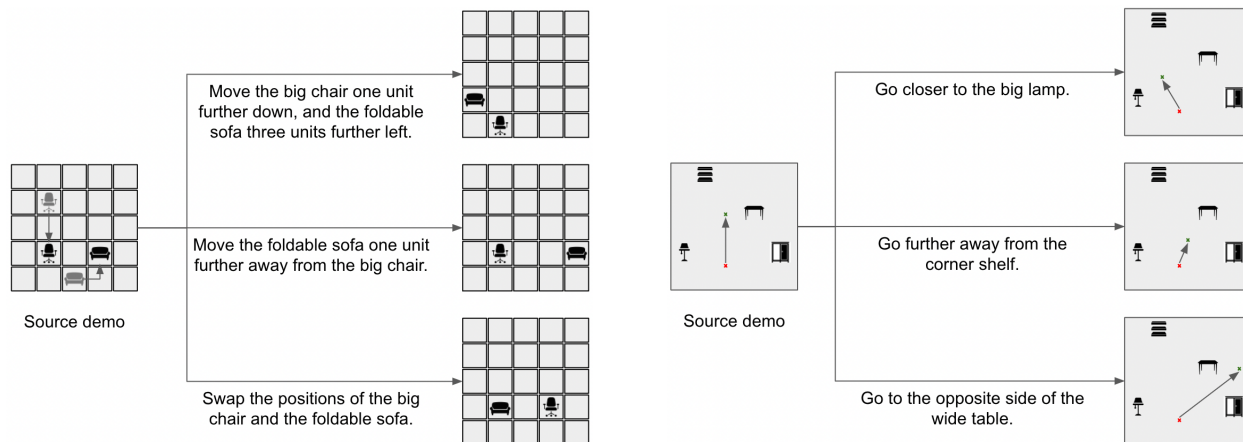 Move the big chair one unit
further down, and the foldable
sofa three units further left.
Source demo
Move the foldable sofa one unit
further away from the big chair.
Swap the positions of the big
chair and the foldable sofa.
Go closer to the big lamp.
Source demo
Go further away from the
corner shelf.
Go to the opposite side of the
wide table.